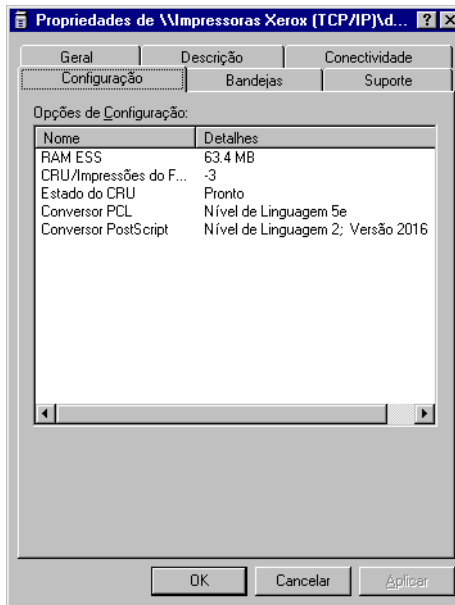 Propriedades de \\Impressoras Xerox (TCP/IP)\d...
Geral Descrição Conectividade
Configuração Bandejas Suporte
Opções de Configuração:
Nome Detalhes
RAM ESS 63.4 MB
CRU/Impressões do F... -3
Estado do CRU Pronto
Conversor PCL Nível de Linguagem 5e
Conversor PostScript Nível de Linguagem 2; Versão 2016
OK Cancelar Aplicar